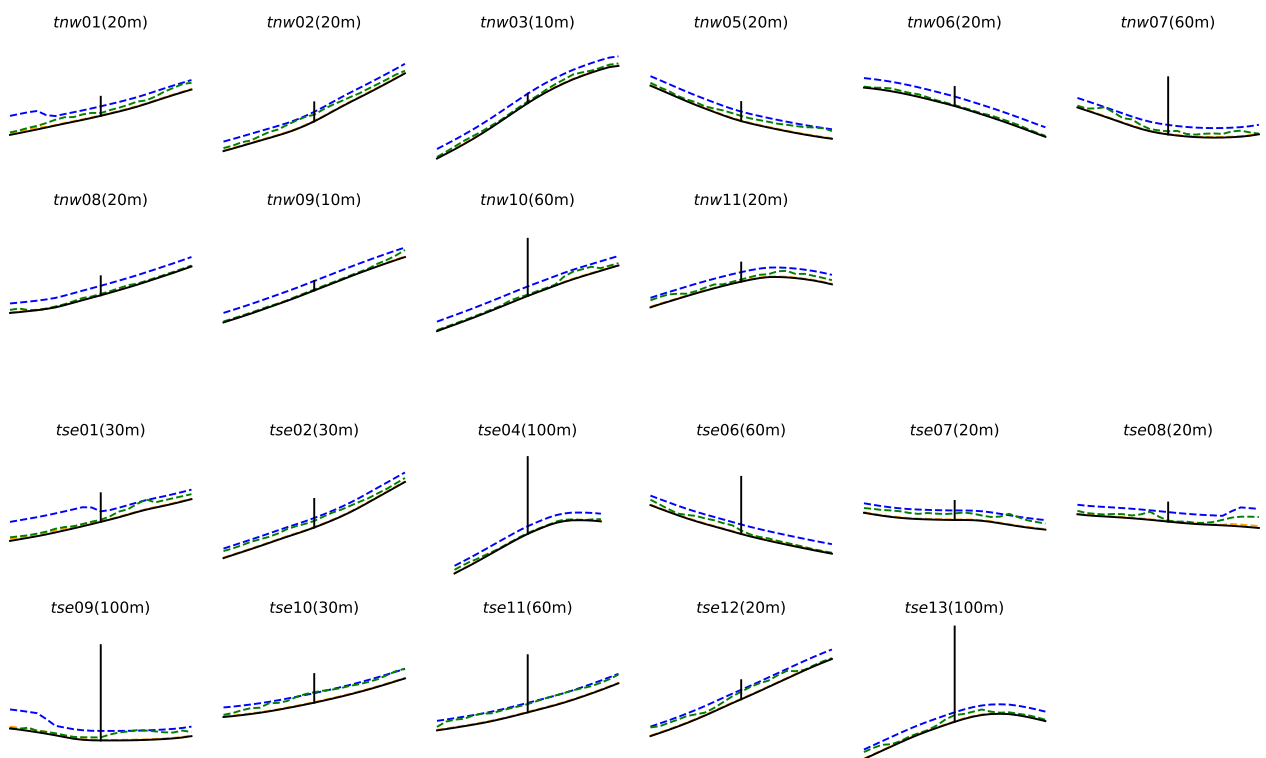 tnw01(20m)
tnw02(20m)
tnw03(10m)
tnw05(20m)
tnw06(20m)
tnw07(60m)
tnw08(20m)
tnw09(10m)
tnw10(60m)
tnw11(20m)
tse01(30m)
tse02(30m)
tse04(100m)
tse06(60m)
tse07(20m)
tse08(20m)
tse09(100m)
tse10(30m)
tse11(60m)
tse12(20m)
tse13(100m)